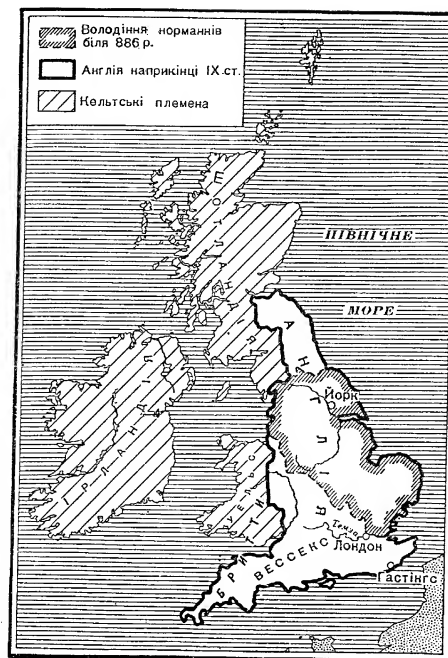 Володіння норманнів
біля 886 р.
Англія наприкінці IX. ст.
Кельтські племена
ШОТЛАНДІЯ
ПІВНІЧНЕ
МОРЕ
АНГЛІЯ
Йорк
ІРЛАНДІЯ
УЕЛЬС
БРИТТИ
Темза
Лондон
ВЕССЕКС
Гастінгс